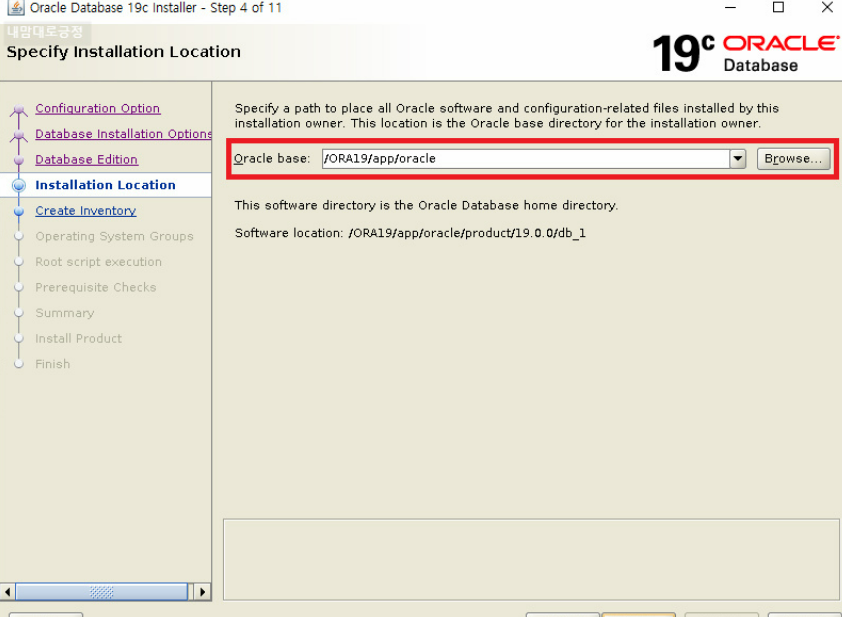 Oracle Database 19c Installer - Step 4 of 11
내맘대로긍정
Specify Installation Location
19c ORACLE
Database
Configuration Option
Database Installation Options
Database Edition
Installation Location
Create Inventory
Operating System Groups
Root script execution
Prerequisite Checks
Summary
Install Product
Finish
Specify a path to place all Oracle software and configuration-related files installed by this
installation owner. This location is the Oracle base directory for the installation owner.
Oracle base: /ORA19/app/oracle Browse...
This software directory is the Oracle Database home directory.
Software location: /ORA19/app/oracle/product/19.0.0/db_1